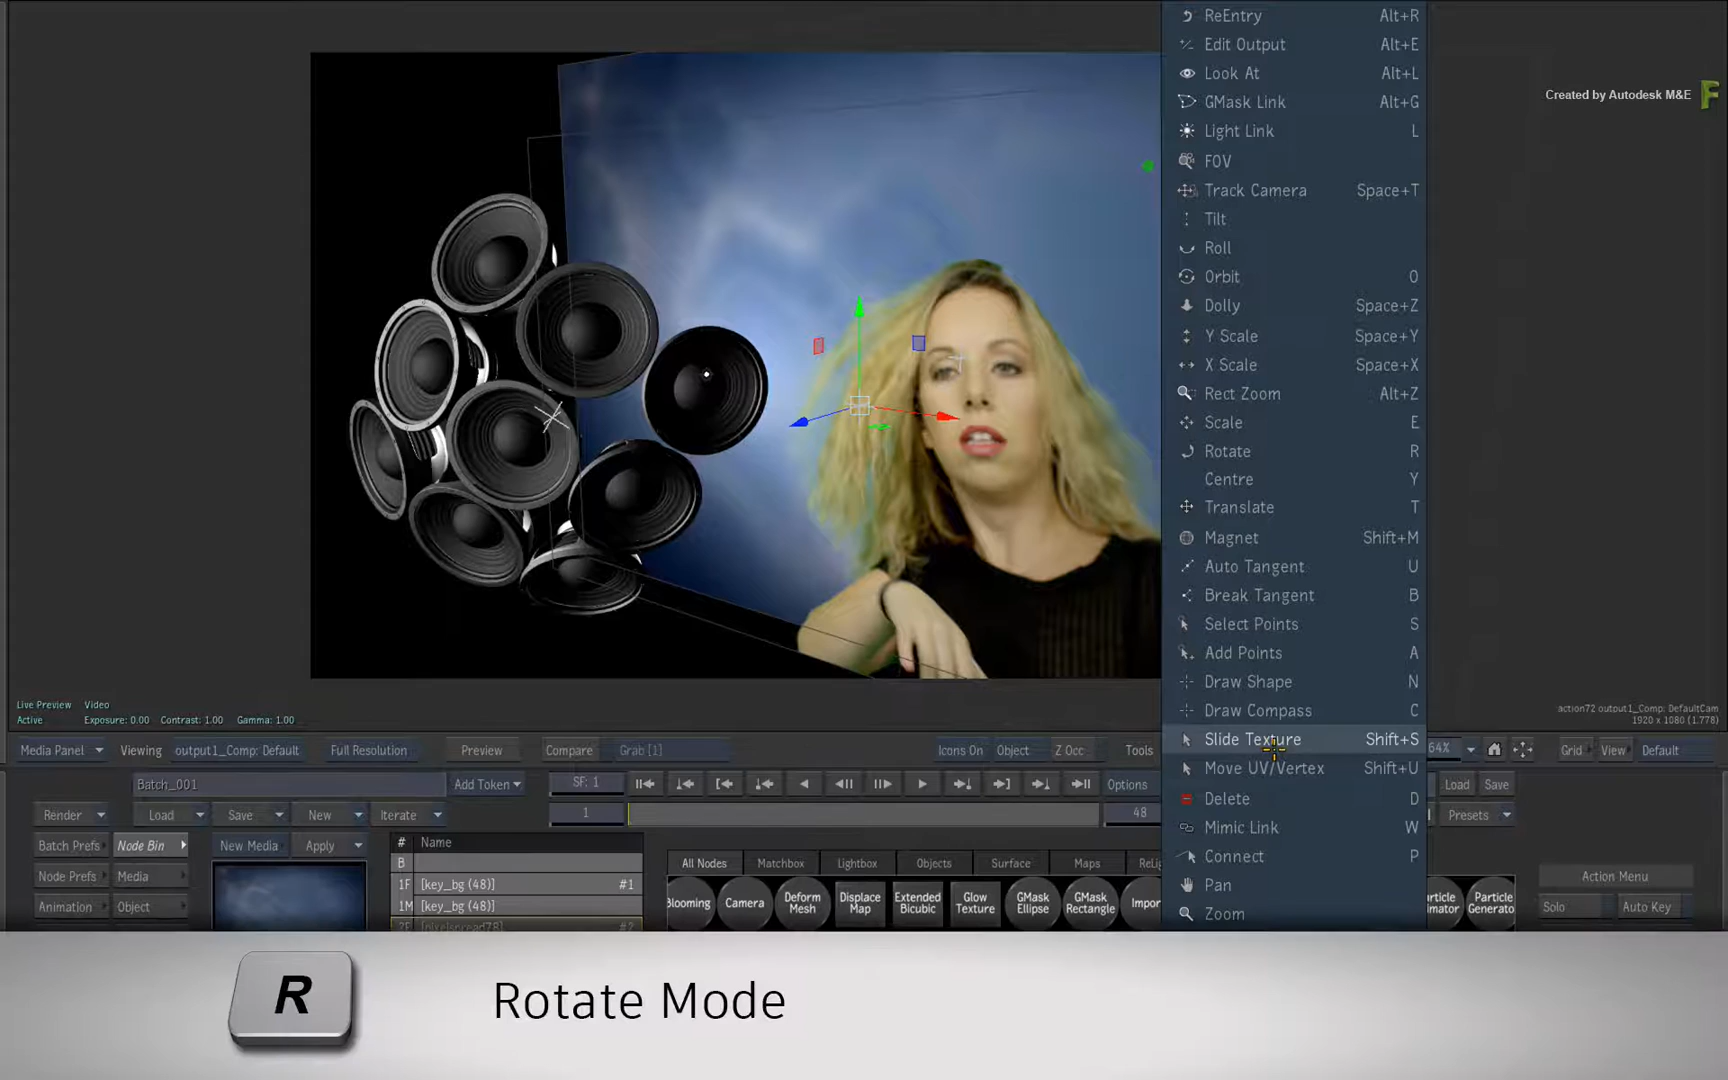 ReEntry Alt+R
Edit Output Alt+E
Look At Alt+L
GMask Link Alt+G
Light Link L
FOV
Track Camera Space+T
Tilt
Roll
Orbit O
Dolly Space+Z
Y Scale Space+Y
X Scale Space+X
Rect Zoom Alt+Z
Scale E
Rotate R
Centre Y
Translate T
Magnet Shift+M
Auto Tangent U
Break Tangent B
Select Points S
Add Points A
Draw Shape N
Draw Compass C
Slide Texture Shift+S
Move UV/Vertex Shift+U
Delete D
Mimic Link W
Connect P
Pan
Zoom
Created by Autodesk M&E F
Live Preview Video
Active Exposure: 0.00 Contrast: 1.00 Gamma: 1.00
action72 output1_Comp: DefaultCam
1920 x 1080 (1.778)
Media Panel Viewing output1_Comp: Default Full Resolution Preview Compare Grab [1] Icons On Object Z Occ Tools 64% Grid View Default
Batch_001 Add Token SF: 1 Options Load Save
Render Load Save New Iterate 1 48 Presets
Batch Prefs Node Bin New Media Apply # Name
B
Node Prefs Media 1F [key_bg (48)] #1
Animation Object 1M [key_bg (48)]
2F [pixelspread78] #2
All Nodes Matchbox Lightbox Objects Surface Maps
Blooming Camera Deform Mesh Displace Map Extended Bicubic Glow Texture GMask Ellipse GMask Rectangle Impor
Particle Generato
Action Menu
Solo Auto Key
R Rotate Mode